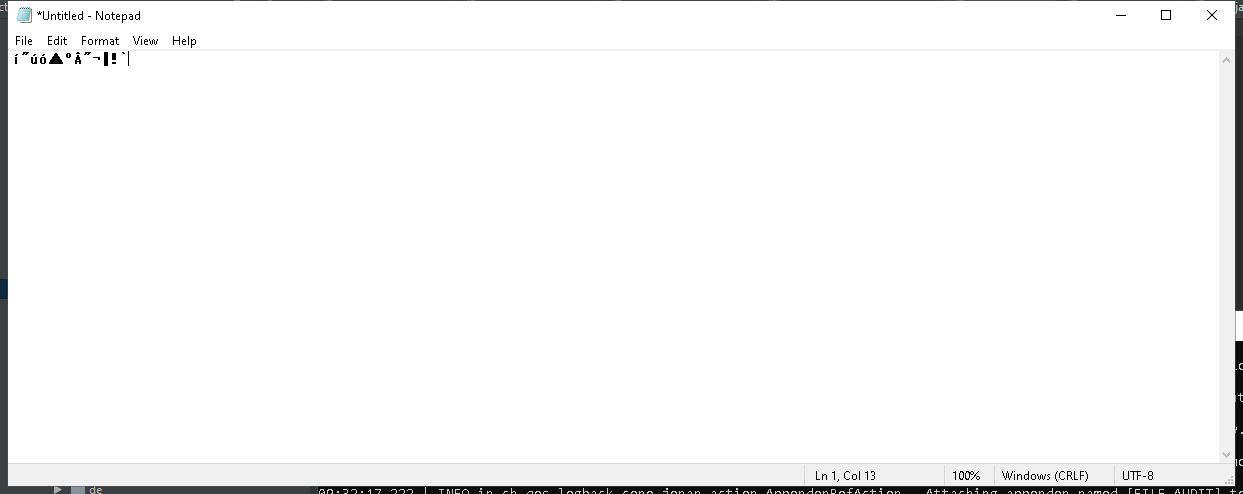 *Untitled - Notepad
File Edit Format View Help
í˝úó▲ºÂ˝¬▌!`
Ln 1, Col 13 100% Windows (CRLF) UTF-8
de
09:32:17,222 | INFO in ch.qos.logback.core.joran.action.AppenderRefAction - Attaching appender named [FILE_AUDIT] t